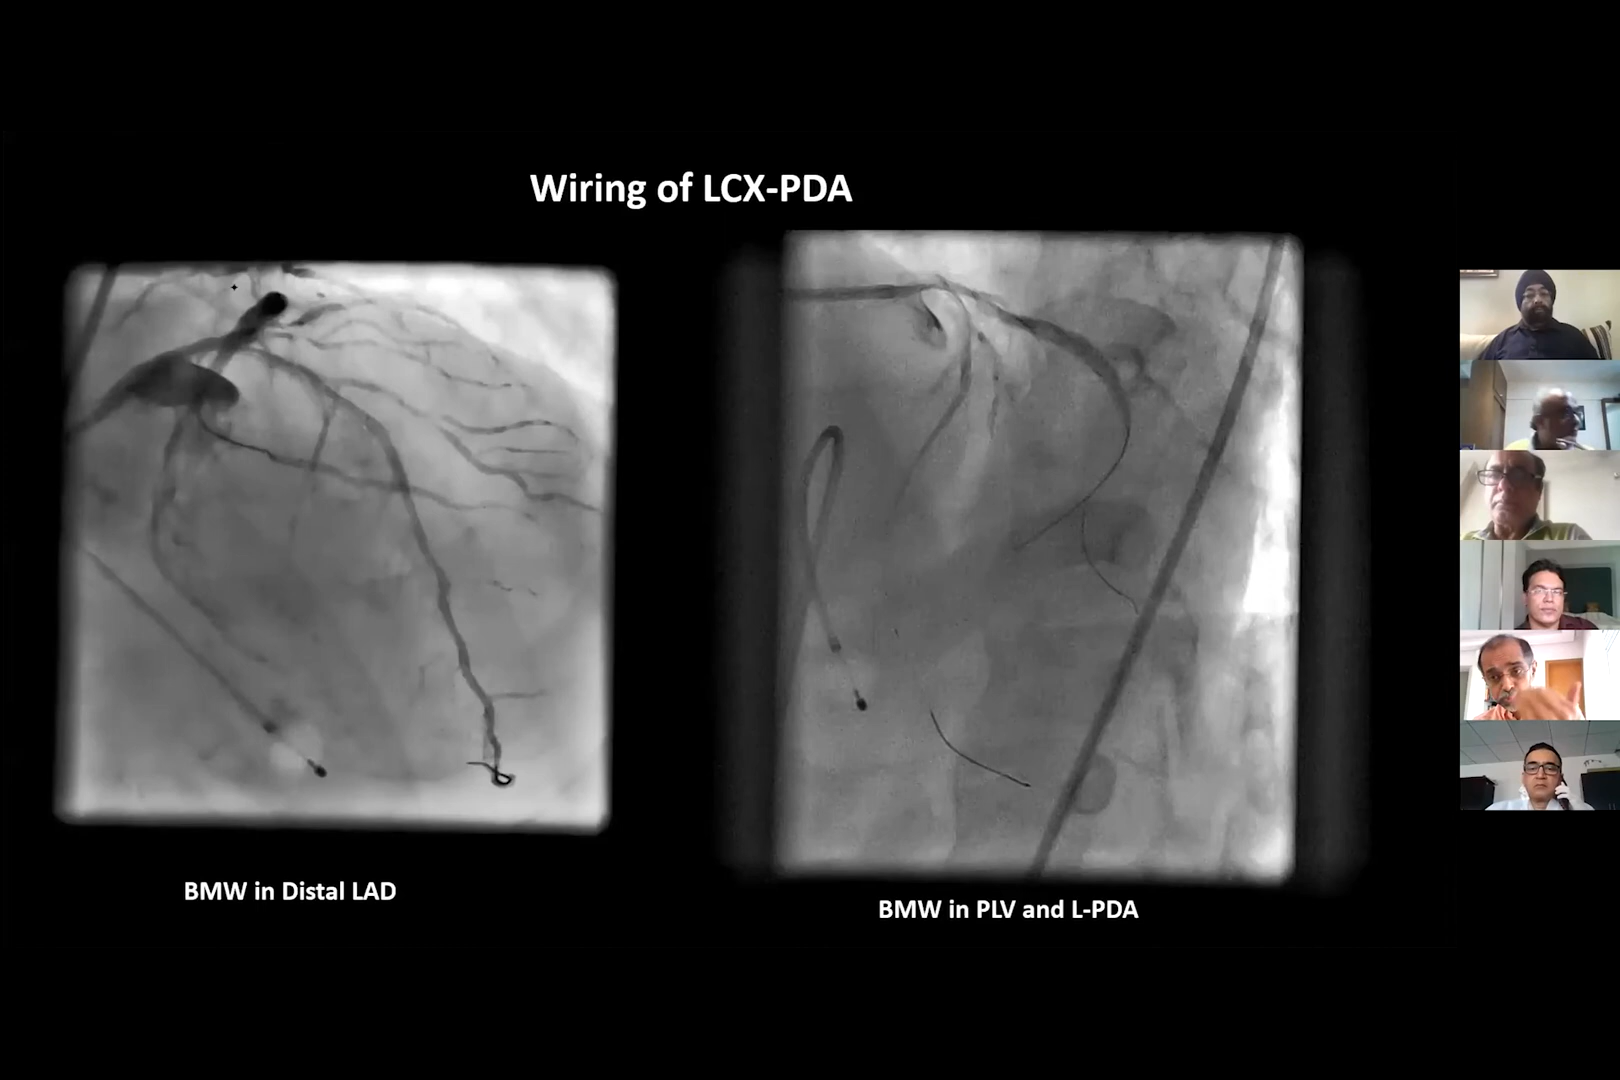 Wiring of LCX-PDA
BMW in Distal LAD
BMW in PLV and L-PDA